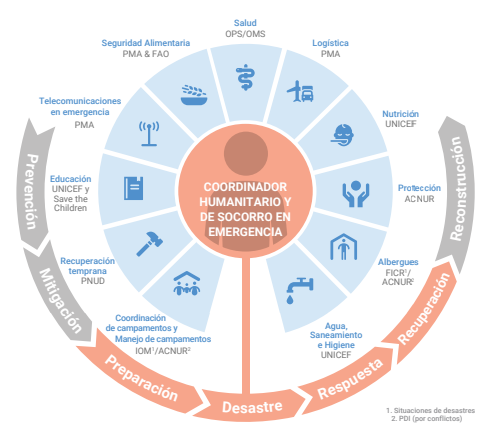 Salud
OPS/OMS
Logística
PMA
Nutrición
UNICEF
Protección
ACNUR
Albergues
FICR¹/
ACNUR²
Agua,
Saneamiento
e Higiene
UNICEF
Coordinación
de campamentos y
Manejo de campamentos
IOM¹/ACNUR²
Recuperación
temprana
PNUD
Educación
UNICEF y
Save the
Children
Telecomunicaciones
en emergencia
PMA
Seguridad Alimentaria
PMA & FAO
COORDINADOR
HUMANITARIO Y
DE SOCORRO EN
EMERGENCIA
Prevención
Mitigación
Preparación
Desastre
Respuesta
Recuperación
Reconstrucción
1. Situaciones de desastres
2. PDI (por conflictos)